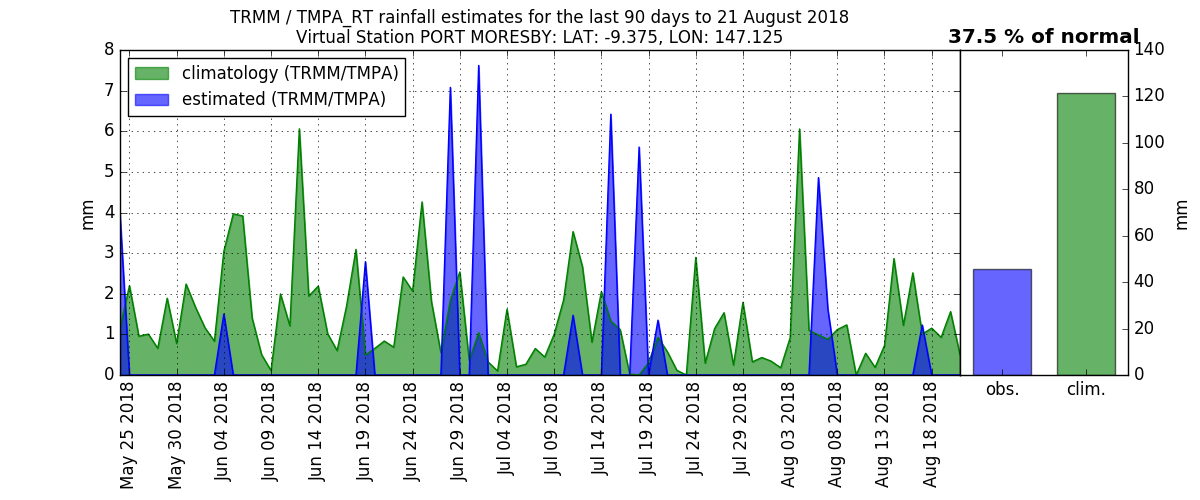 TRMM / TMPA_RT rainfall estimates for the last 90 days to 21 August 2018
Virtual Station PORT MORESBY: LAT: -9.375, LON: 147.125
37.5 % of normal
climatology (TRMM/TMPA)
estimated (TRMM/TMPA)
mm
8
7
6
5
4
3
2
1
0
May 25 2018
May 30 2018
Jun 04 2018
Jun 09 2018
Jun 14 2018
Jun 19 2018
Jun 24 2018
Jun 29 2018
Jul 04 2018
Jul 09 2018
Jul 14 2018
Jul 19 2018
Jul 24 2018
Jul 29 2018
Aug 03 2018
Aug 08 2018
Aug 13 2018
Aug 18 2018
obs.
clim.
140
120
100
80
60
40
20
0
mm